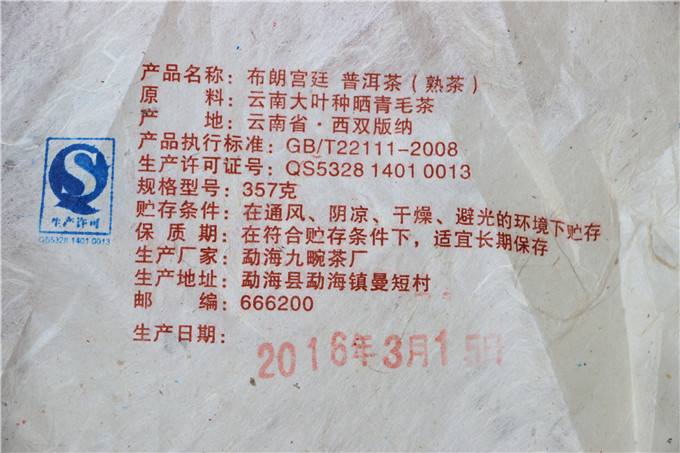 产品名称：布朗宫廷 普洱茶（熟茶）
原 料：云南大叶种晒青毛茶
产 地：云南省·西双版纳
产品执行标准：GB/T22111-2008
生产许可证号：QS5328 1401 0013
规格型号：357克
贮存条件：在通风、阴凉、干燥、避光的环境下贮存
保 质 期：在符合贮存条件下，适宜长期保存
生产厂家：勐海九畹茶厂
生产地址：勐海县勐海镇曼短村
邮 编：666200
生产日期：
2016年3月15日
生产许可
QS5328 1401 0013